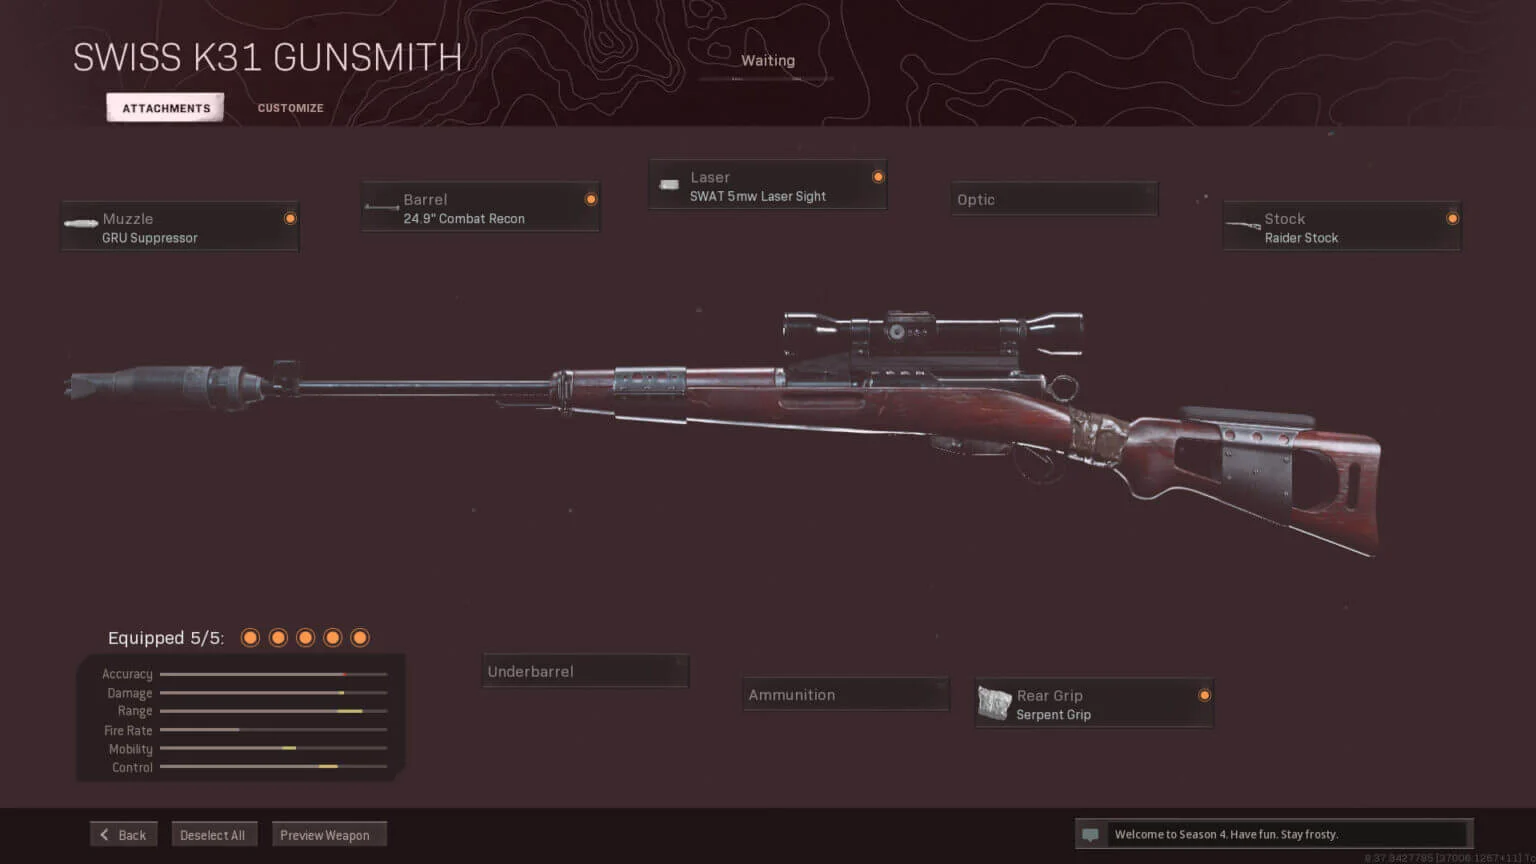 SWISS K31 GUNSMITH
Waiting
ATTACHMENTS
CUSTOMIZE
Laser
SWAT 5mw Laser Sight
Barrel
24.9" Combat Recon
Optic
Muzzle
GRU Suppressor
Stock
Raider Stock
Equipped 5/5:
Accuracy
Damage
Range
Fire Rate
Mobility
Control
Underbarrel
Ammunition
Rear Grip
Serpent Grip
Back
Deselect All
Preview Weapon
Welcome to Season 4. Have fun. Stay frosty.